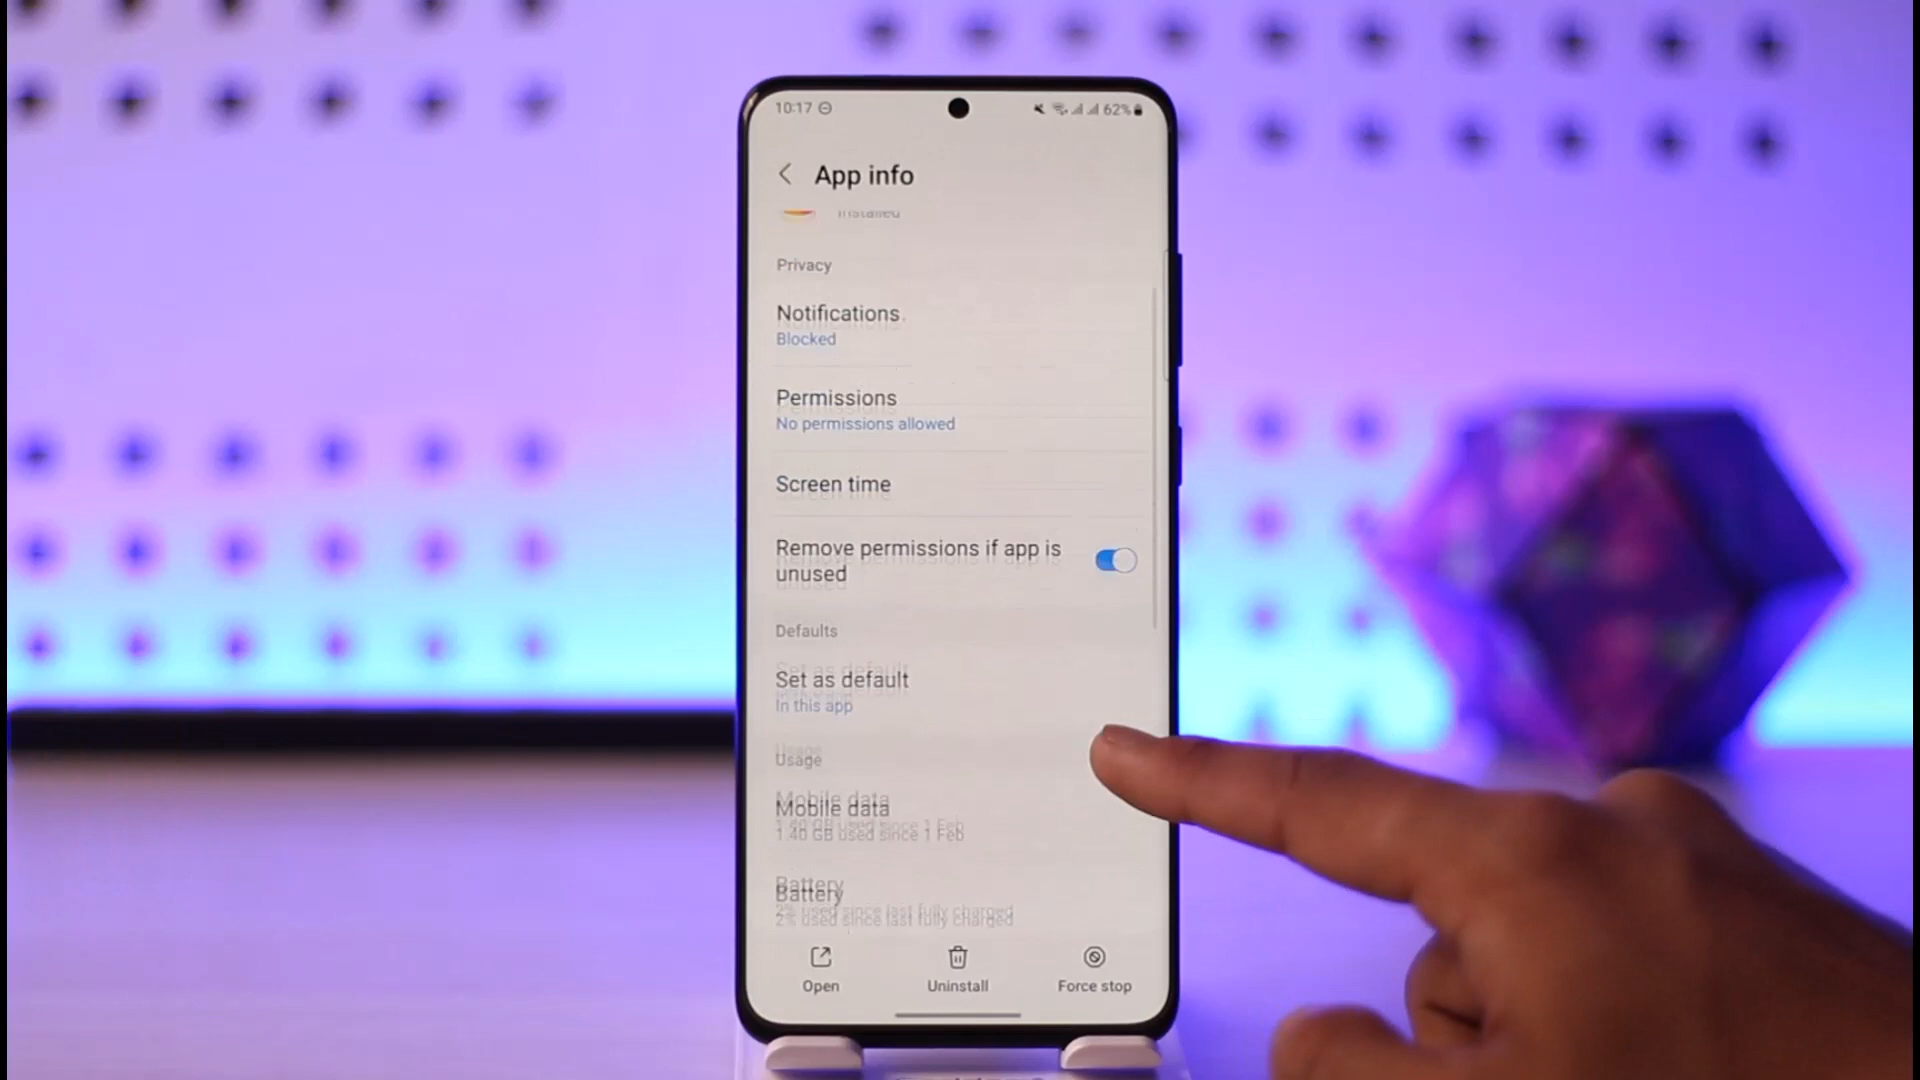 10:17
62%
App info
Installed
Privacy
Notifications
Blocked
Permissions
No permissions allowed
Screen time
Remove permissions if app is
unused
Defaults
Set as default
In this app
Usage
Mobile data
1.40 GB used since 1 Feb
Battery
2% used since last fully charged
Open
Uninstall
Force stop